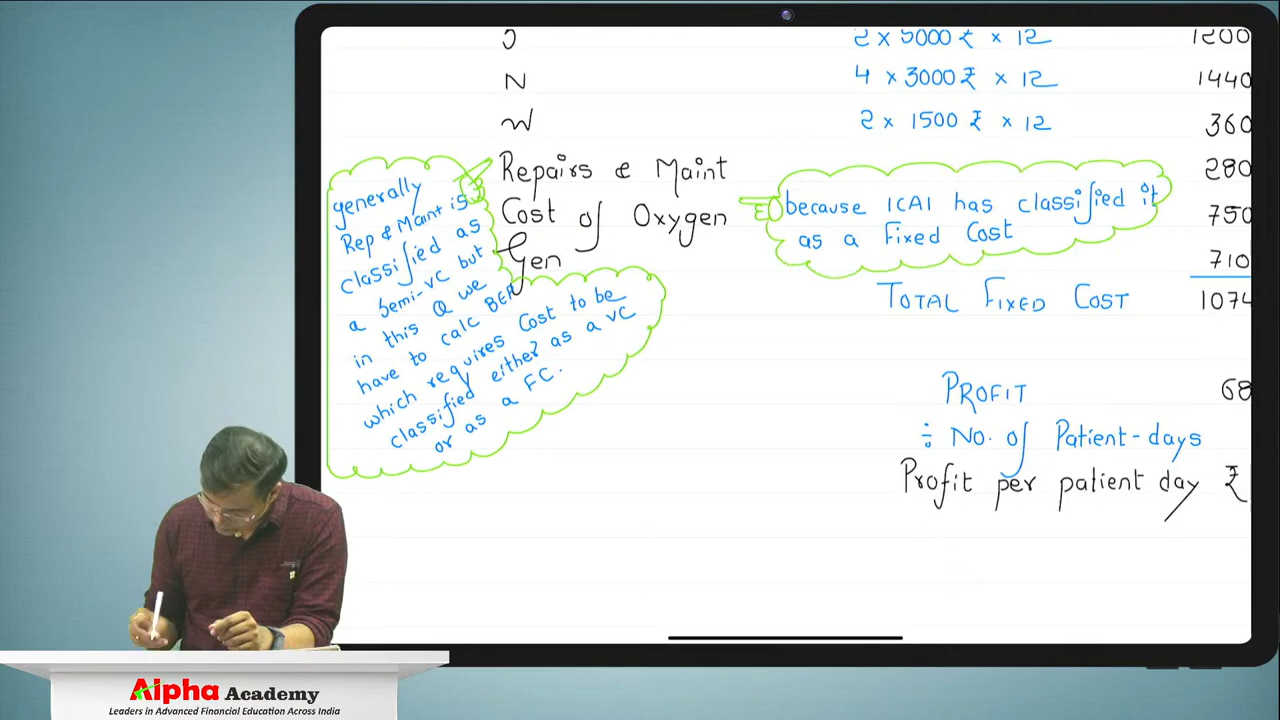 J 2 x 5000 ₹ x 12 1200
N 4 x 3000 ₹ x 12 1440
W 2 x 1500 ₹ x 12 360
Repairs & Maint 280
Cost of Oxygen 750
Gen 710
because ICAI has classified it
as a Fixed Cost
generally
Rep & Maint is
classified as
a Semi-VC but
in this Q we
have to calc BEP
which requires Cost to be
classified either as a VC
or as a FC.
TOTAL FIXED COST 1074
PROFIT 68
÷ No. of Patient-days
Profit per patient day ₹
Alpha Academy
Leaders in Advanced Financial Education Across India